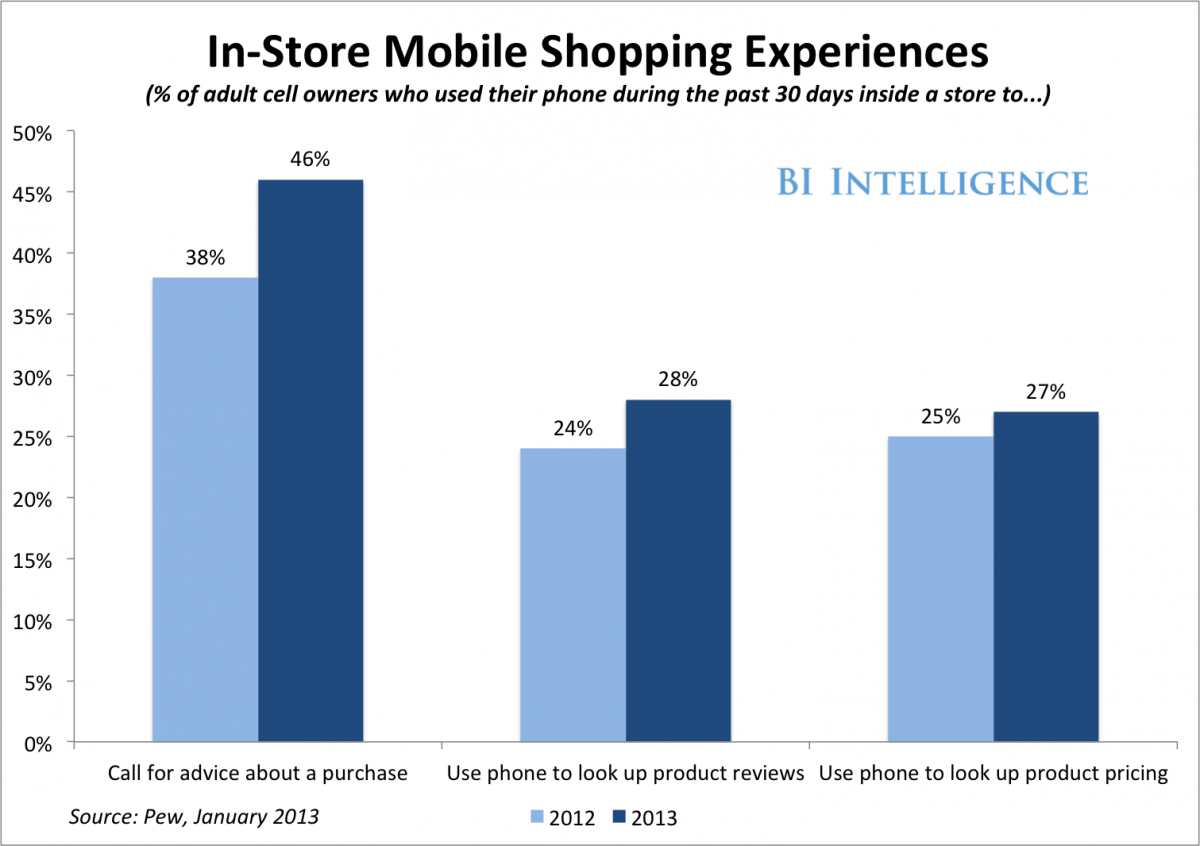 In-Store Mobile Shopping Experiences
(% of adult cell owners who used their phone during the past 30 days inside a store to...)
BI INTELLIGENCE
50%
45%
40%
35%
30%
25%
20%
15%
10%
5%
0%
38%
46%
24%
28%
25%
27%
Call for advice about a purchase
Use phone to look up product reviews
Use phone to look up product pricing
Source: Pew, January 2013
2012
2013